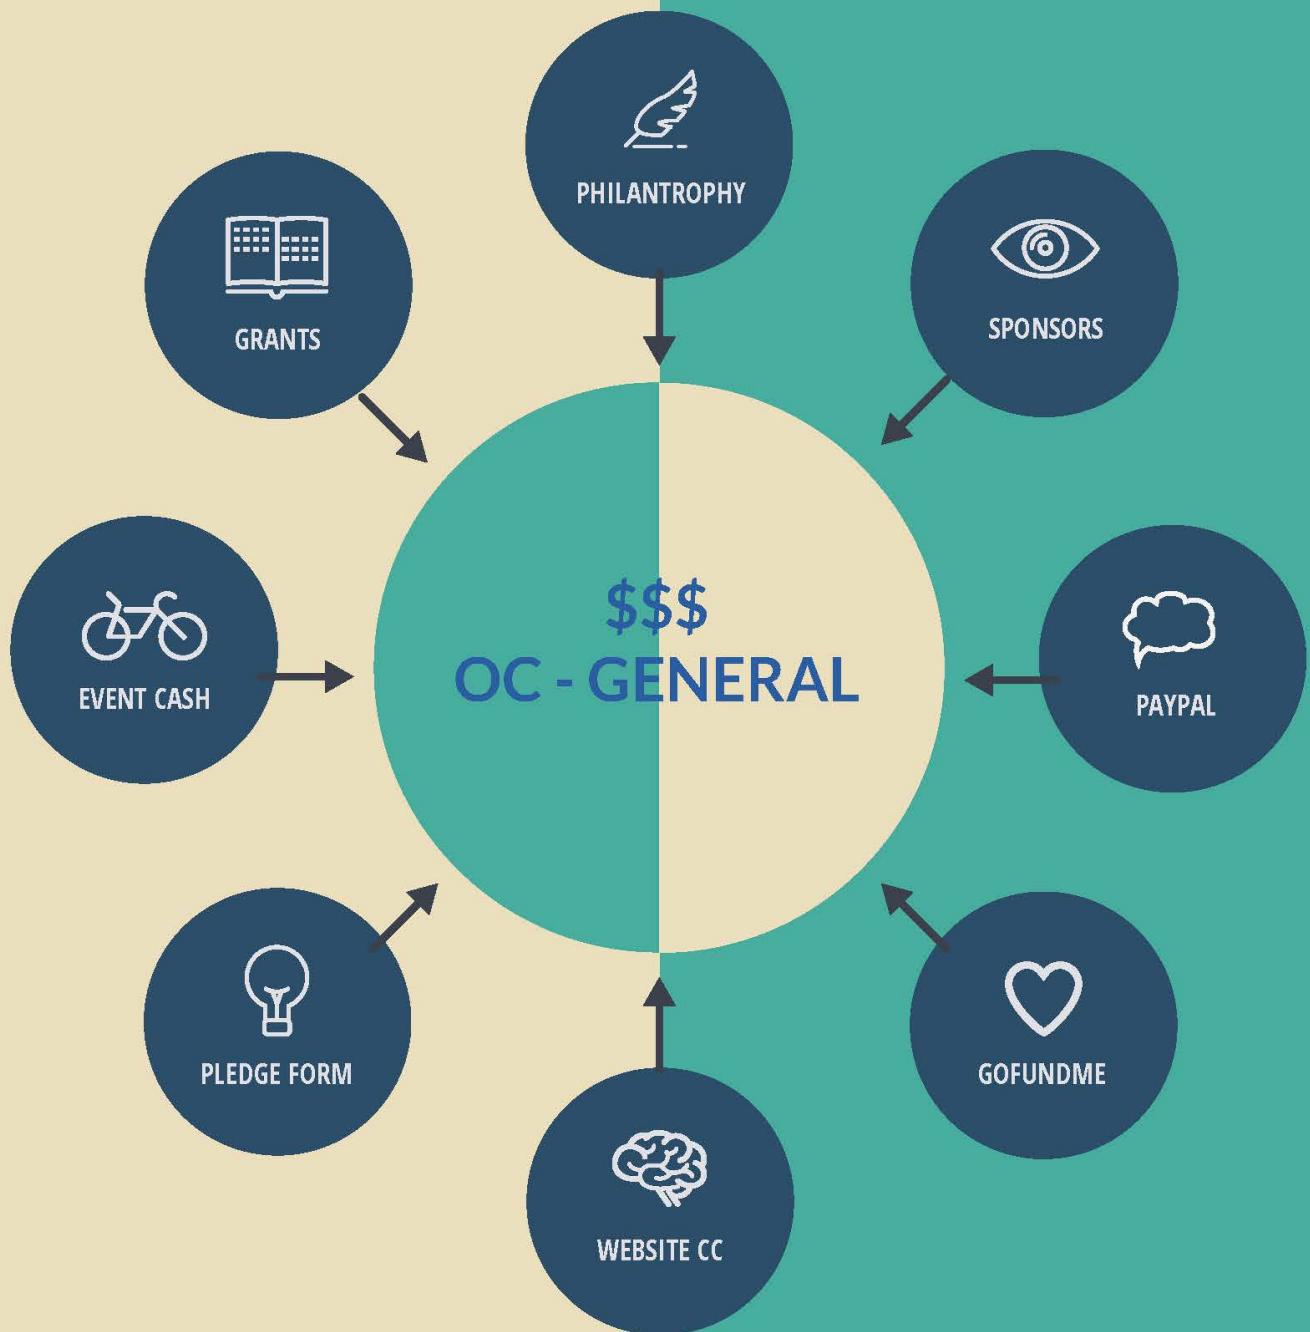 PHILANTROPHY
GRANTS
SPONSORS
$$$
OC - GENERAL
EVENT CASH
PAYPAL
PLEDGE FORM
GOFUNDME
WEBSITE CC